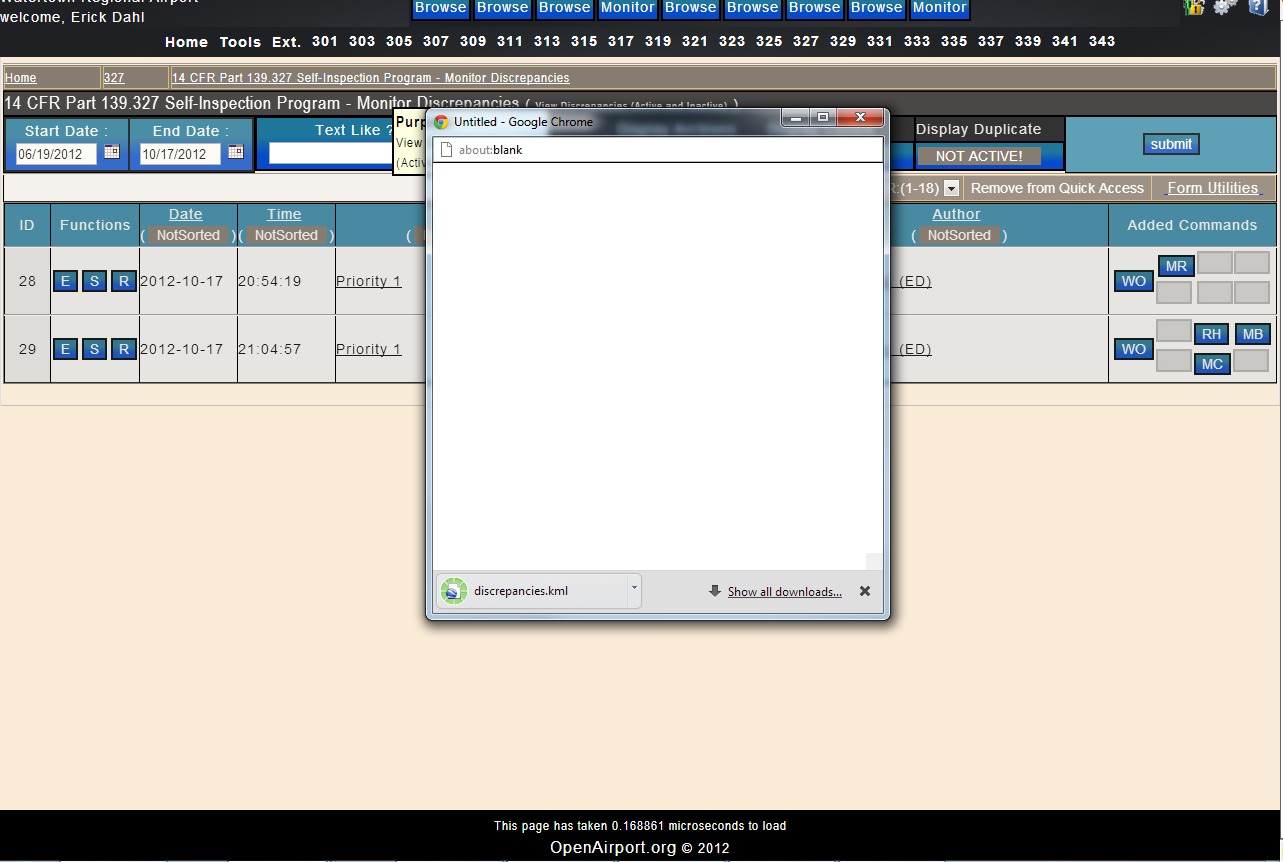 welcome, Erick Dahl
Browse Browse Browse Monitor Browse Browse Browse Browse Monitor
Home Tools Ext. 301 303 305 307 309 311 313 315 317 319 321 323 325 327 329 331 333 335 337 339 341 343
Home 327 14 CFR Part 139.327 Self-Inspection Program - Monitor Discrepancies
14 CFR Part 139.327 Self-Inspection Program - Monitor Discrepancies ( View Discrepancies (Active and Inactive) )
Start Date : End Date : Text Like ? Display Duplicate
06/19/2012 10/17/2012 NOT ACTIVE! submit
View
Untitled - Google Chrome
about:blank
:(1-18) Remove from Quick Access Form Utilities
ID Functions Date Time Author Added Commands
( NotSorted ) ( NotSorted ) ( ( NotSorted )
28 E S R 2012-10-17 20:54:19 Priority 1 (ED) WO MR
29 E S R 2012-10-17 21:04:57 Priority 1 (ED) WO RH MB MC
discrepancies.kml Show all downloads...
This page has taken 0.168861 microseconds to load
OpenAirport.org © 2012